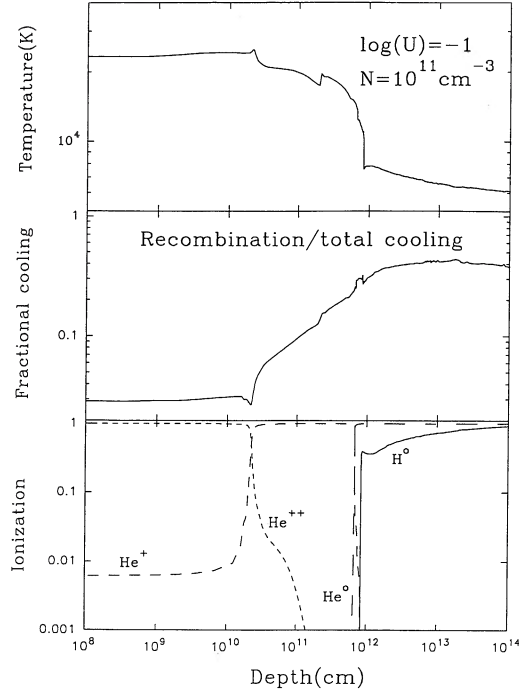 log(U)=−1
N=10^11 cm^−3
Temperature(K)
10^4
Recombination/total cooling
Fractional cooling
1
0.1
Ionization
1
0.1
0.01
0.001
He^+
He^++
He^o
H^o
10^8 10^9 10^10 10^11 10^12 10^13 10^14
Depth(cm)